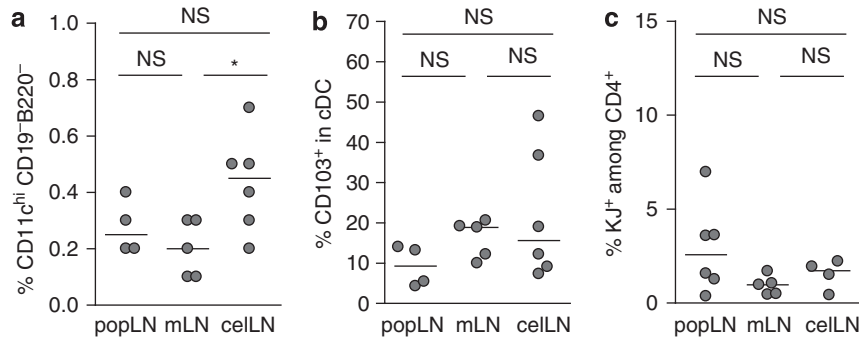 a
NS
NS
*
% CD11c^hi CD19⁻B220⁻
1.0
0.8
0.6
0.4
0.2
0.0
popLN mLN celLN
b
NS
NS
NS
% CD103⁺ in cDC
70
60
50
40
30
20
10
0
popLN mLN celLN
c
NS
NS
NS
% KJ⁺ among CD4⁺
15
10
5
0
popLN mLN celLN